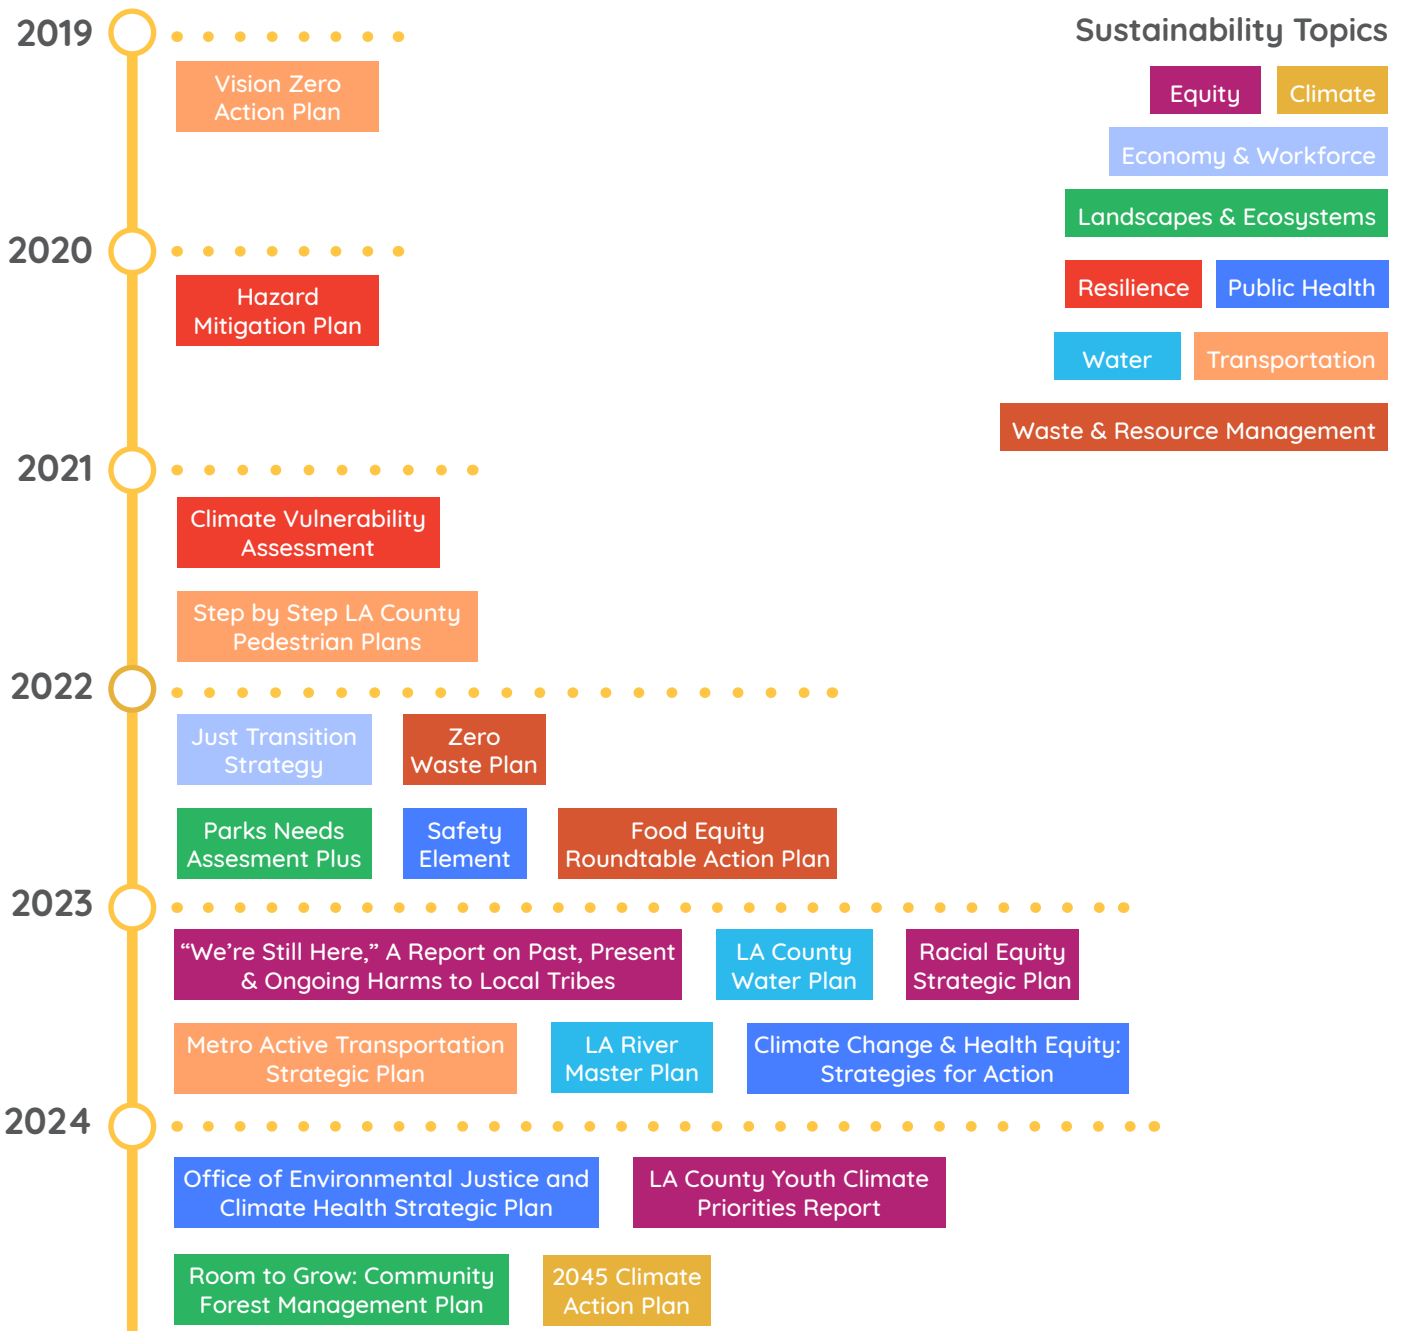 2019
Vision Zero
Action Plan
Sustainability Topics
Equity
Climate
Economy & Workforce
Landscapes & Ecosystems
Resilience
Public Health
Water
Transportation
Waste & Resource Management
2020
Hazard
Mitigation Plan
2021
Climate Vulnerability
Assessment
Step by Step LA County
Pedestrian Plans
2022
Just Transition
Strategy
Zero
Waste Plan
Parks Needs
Assesment Plus
Safety
Element
Food Equity
Roundtable Action Plan
2023
“We’re Still Here,” A Report on Past, Present
& Ongoing Harms to Local Tribes
LA County
Water Plan
Racial Equity
Strategic Plan
Metro Active Transportation
Strategic Plan
LA River
Master Plan
Climate Change & Health Equity:
Strategies for Action
2024
Office of Environmental Justice and
Climate Health Strategic Plan
LA County Youth Climate
Priorities Report
Room to Grow: Community
Forest Management Plan
2045 Climate
Action Plan